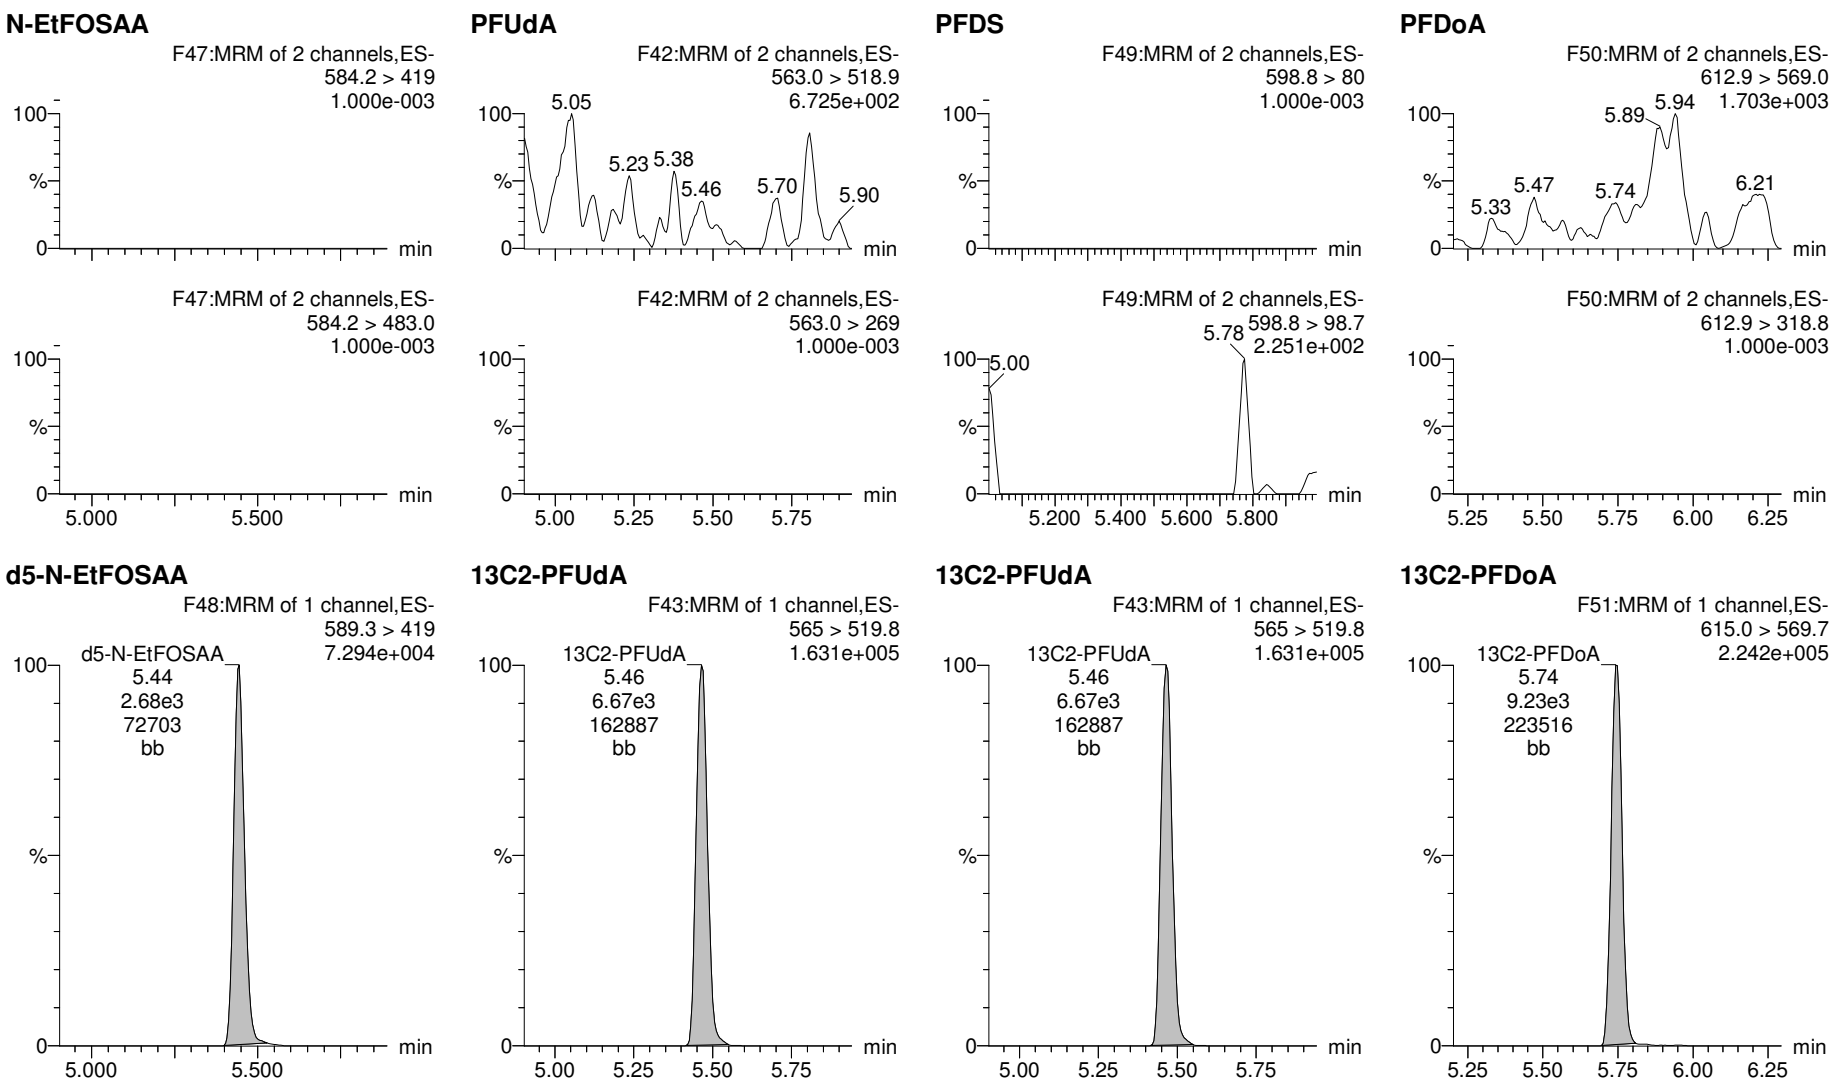 N-EtFOSAA
F47:MRM of 2 channels,ES-
584.2 > 419
1.000e-003
100
%
0
min
F47:MRM of 2 channels,ES-
584.2 > 483.0
1.000e-003
100
%
0
min
5.000 5.500
PFUdA
F42:MRM of 2 channels,ES-
563.0 > 518.9
6.725e+002
100
%
0
5.05
5.23
5.38
5.46
5.70
5.90
min
F42:MRM of 2 channels,ES-
563.0 > 269
1.000e-003
100
%
0
min
5.00 5.25 5.50 5.75
PFDS
F49:MRM of 2 channels,ES-
598.8 > 80
1.000e-003
100
%
0
min
F49:MRM of 2 channels,ES-
598.8 > 98.7
2.251e+002
100
%
0
5.00
5.78
min
5.200 5.400 5.600 5.800
PFDoA
F50:MRM of 2 channels,ES-
612.9 > 569.0
1.703e+003
100
%
0
5.33
5.47
5.74
5.89
5.94
6.21
min
F50:MRM of 2 channels,ES-
612.9 > 318.8
1.000e-003
100
%
0
min
5.25 5.50 5.75 6.00 6.25
d5-N-EtFOSAA
F48:MRM of 1 channel,ES-
589.3 > 419
7.294e+004
d5-N-EtFOSAA
5.44
2.68e3
72703
bb
100
%
0
min
5.000 5.500
13C2-PFUdA
F43:MRM of 1 channel,ES-
565 > 519.8
1.631e+005
13C2-PFUdA
5.46
6.67e3
162887
bb
100
%
0
min
5.00 5.25 5.50 5.75
13C2-PFUdA
F43:MRM of 1 channel,ES-
565 > 519.8
1.631e+005
13C2-PFUdA
5.46
6.67e3
162887
bb
100
%
0
min
5.00 5.25 5.50 5.75
13C2-PFDoA
F51:MRM of 1 channel,ES-
615.0 > 569.7
2.242e+005
13C2-PFDoA
5.74
9.23e3
223516
bb
100
%
0
min
5.25 5.50 5.75 6.00 6.25